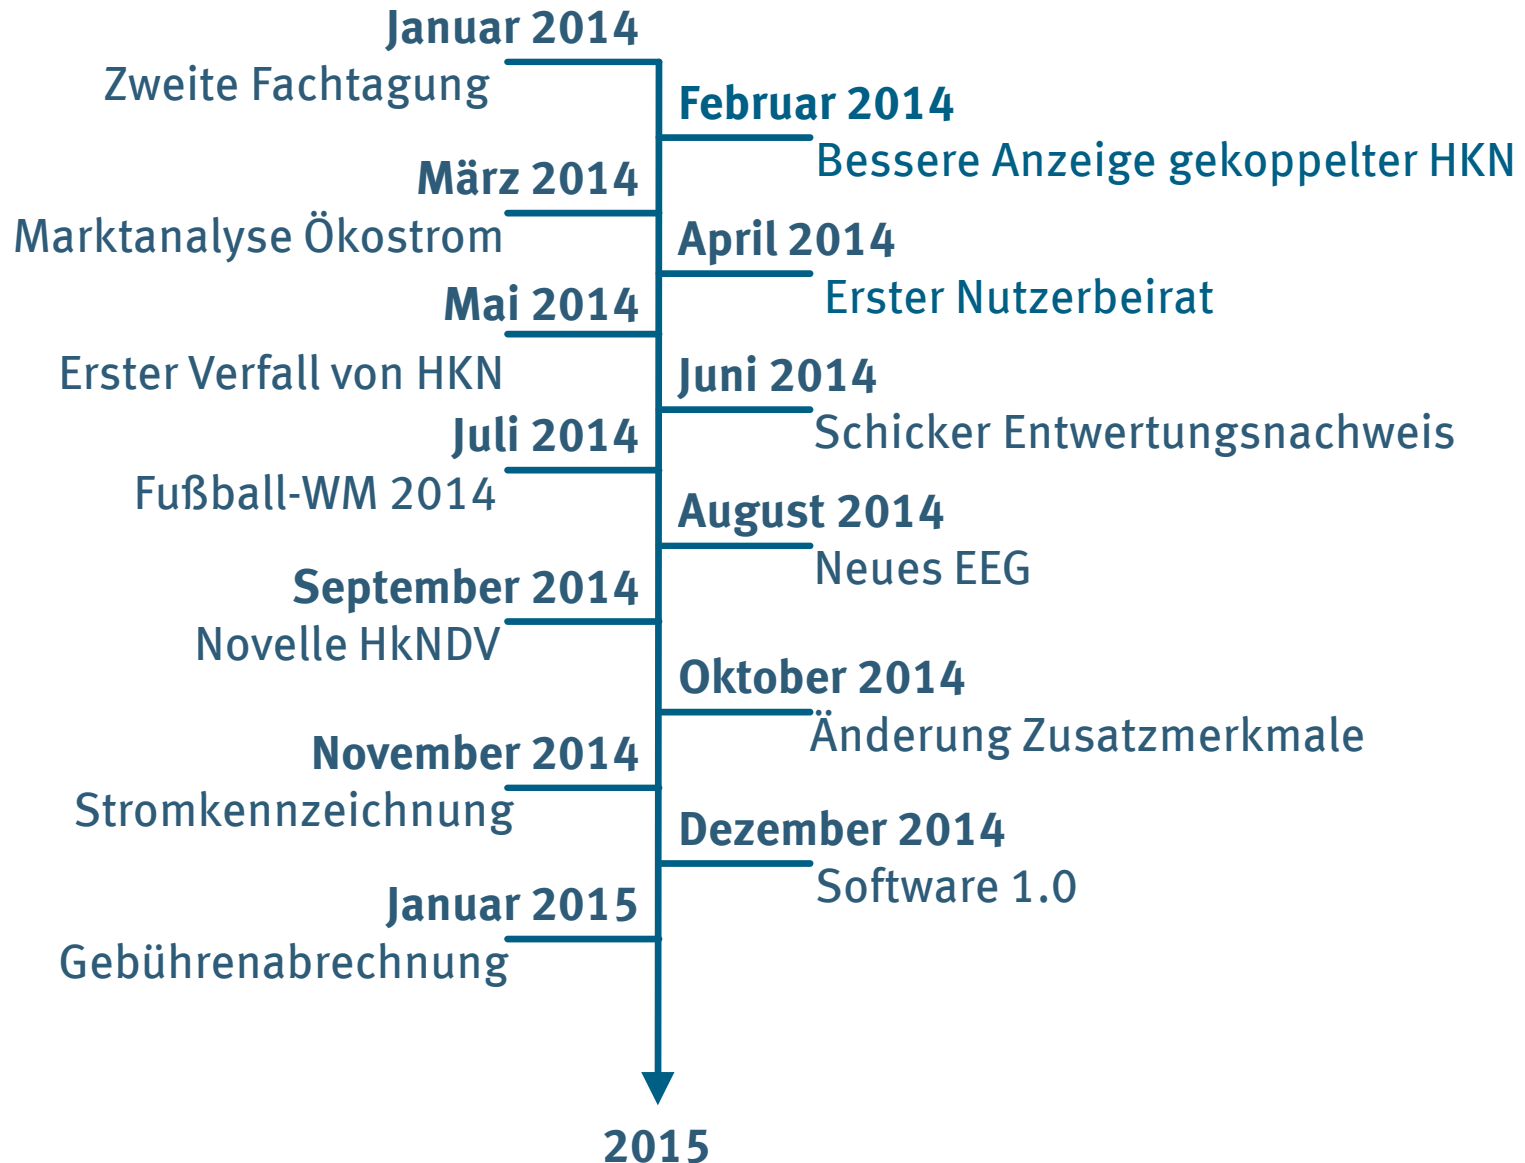 Januar 2014
Zweite Fachtagung
Februar 2014
Bessere Anzeige gekoppelter HKN
März 2014
Marktanalyse Ökostrom
April 2014
Erster Nutzerbeirat
Mai 2014
Erster Verfall von HKN
Juni 2014
Schicker Entwertungsnachweis
Juli 2014
Fußball-WM 2014
August 2014
Neues EEG
September 2014
Novelle HkNDV
Oktober 2014
Änderung Zusatzmerkmale
November 2014
Stromkennzeichnung
Dezember 2014
Software 1.0
Januar 2015
Gebührenabrechnung
2015